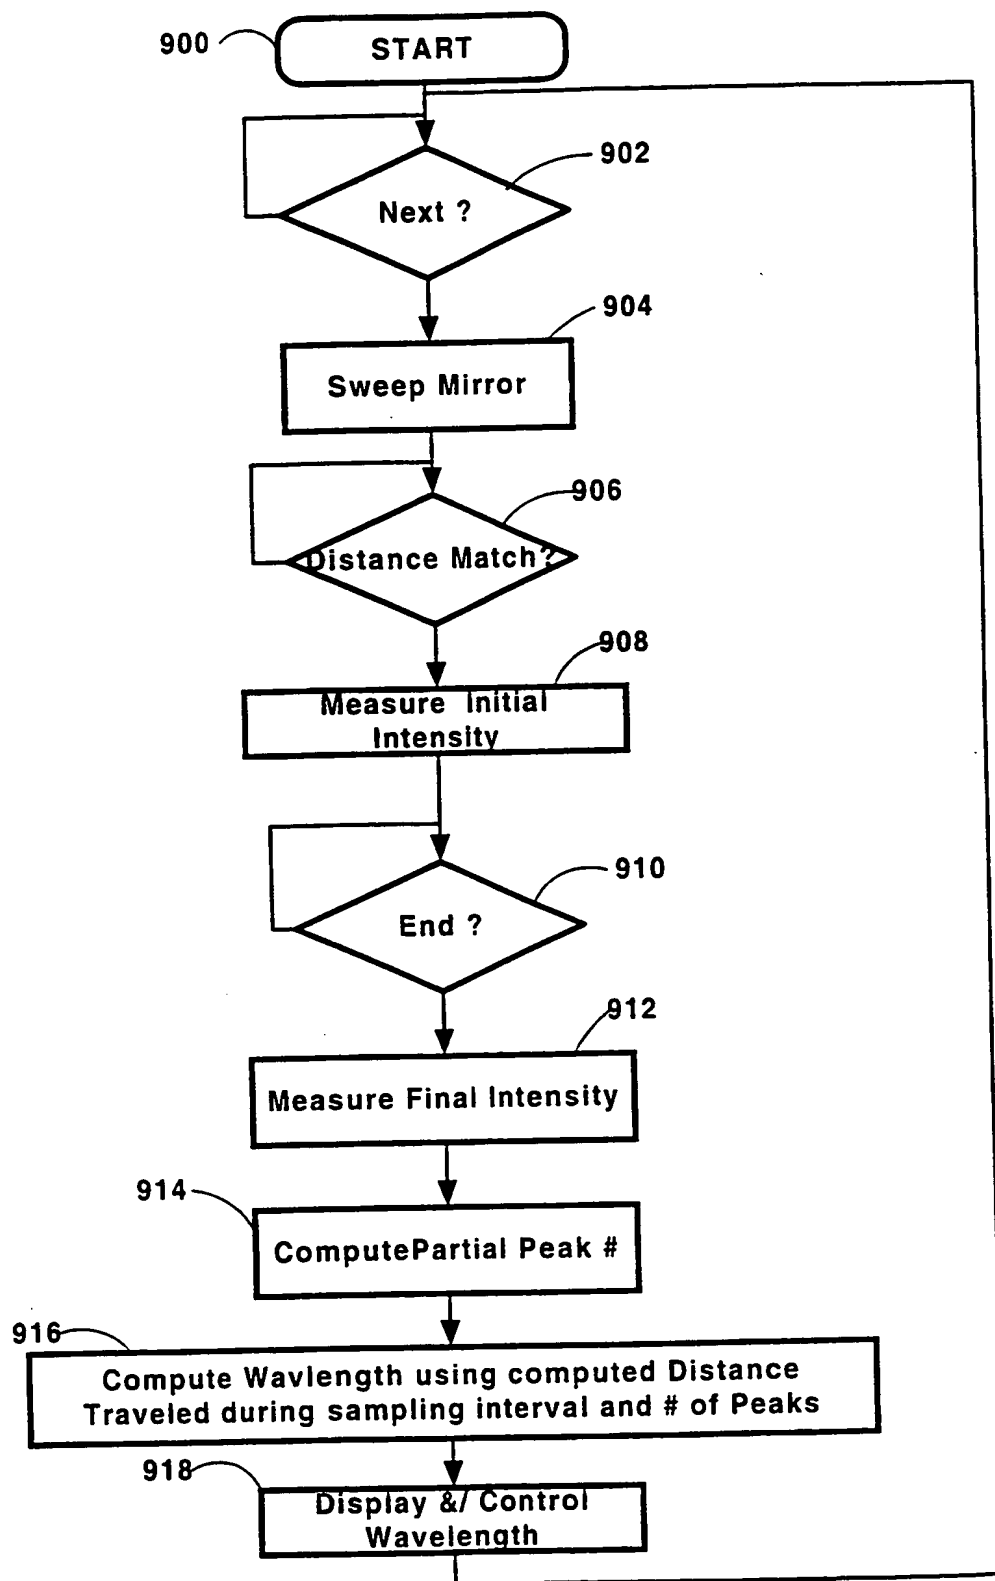 900
START
902
Next ?
904
Sweep Mirror
906
Distance Match?
908
Measure Initial
Intensity
910
End ?
912
Measure Final Intensity
914
ComputePartial Peak #
916
Compute Wavlength using computed Distance
Traveled during sampling interval and # of Peaks
918
Display &/ Control
Wavelength